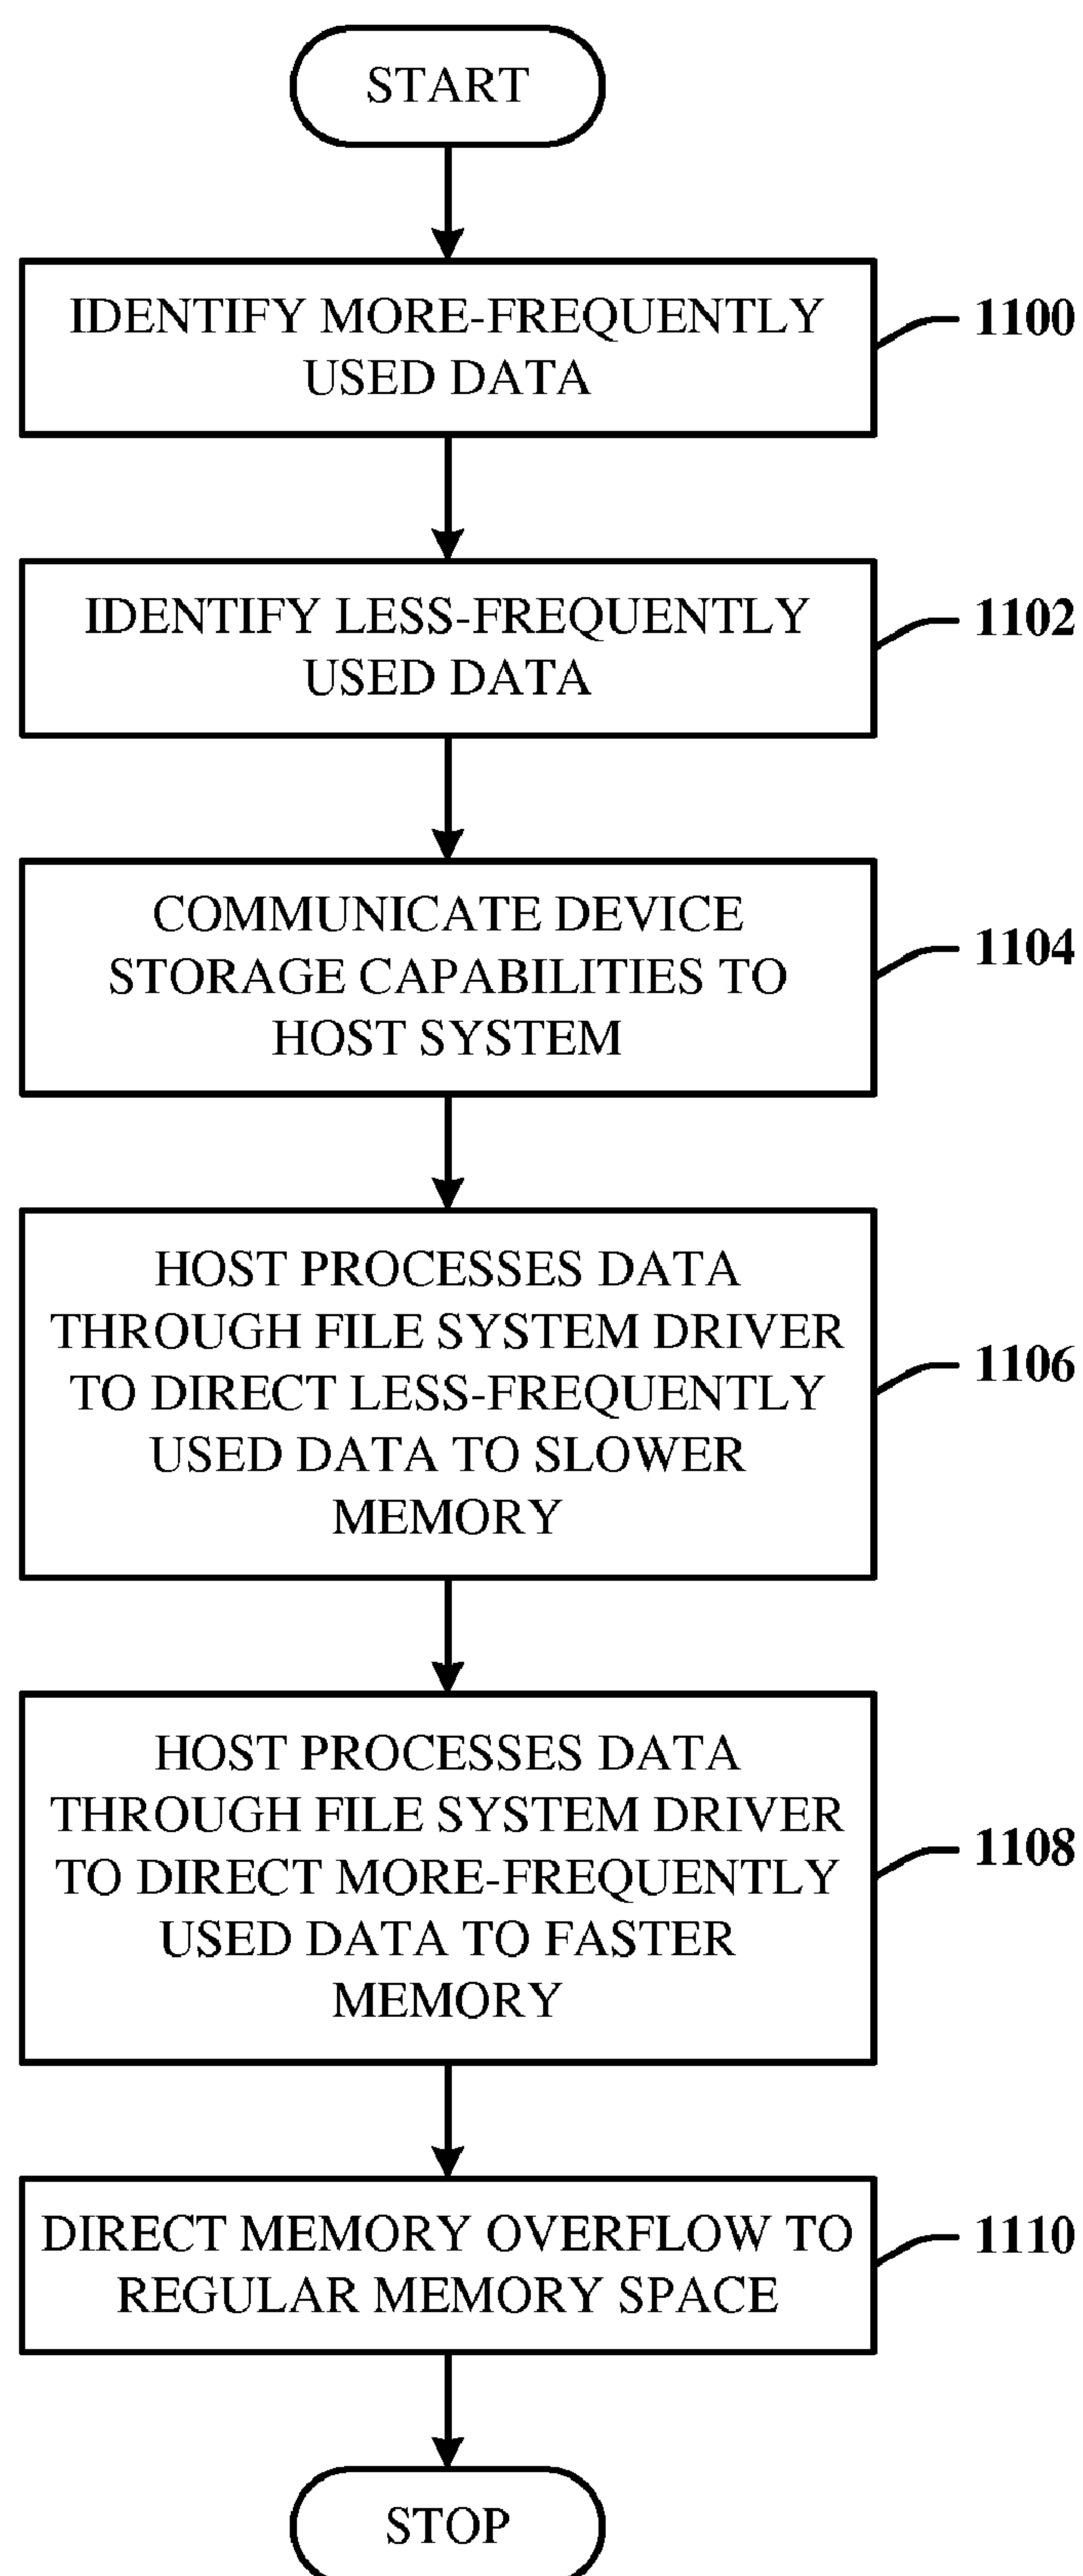 START
IDENTIFY MORE-FREQUENTLY
USED DATA
1100
IDENTIFY LESS-FREQUENTLY
USED DATA
1102
COMMUNICATE DEVICE
STORAGE CAPABILITIES TO
HOST SYSTEM
1104
HOST PROCESSES DATA
THROUGH FILE SYSTEM DRIVER
TO DIRECT LESS-FREQUENTLY
USED DATA TO SLOWER
MEMORY
1106
HOST PROCESSES DATA
THROUGH FILE SYSTEM DRIVER
TO DIRECT MORE-FREQUENTLY
USED DATA TO FASTER
MEMORY
1108
DIRECT MEMORY OVERFLOW TO
REGULAR MEMORY SPACE
1110
STOP